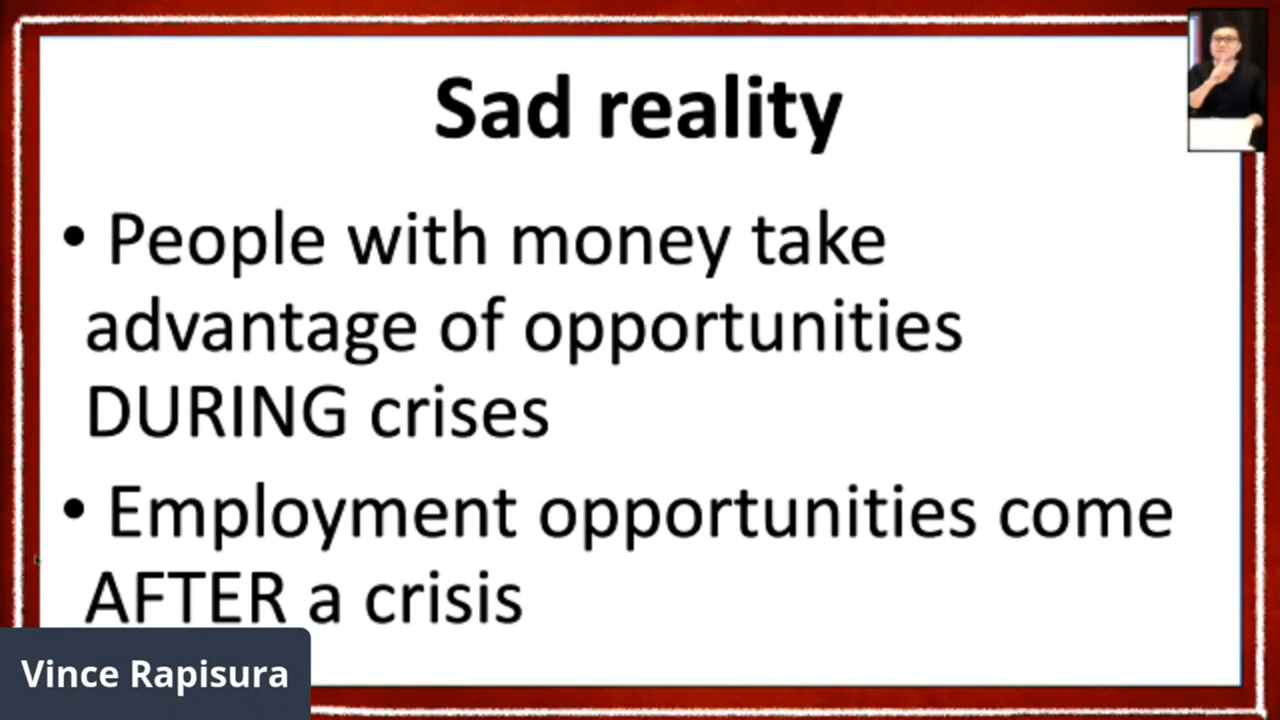 Sad reality
• People with money take
advantage of opportunities
DURING crises
• Employment opportunities come
AFTER a crisis
Vince Rapisura